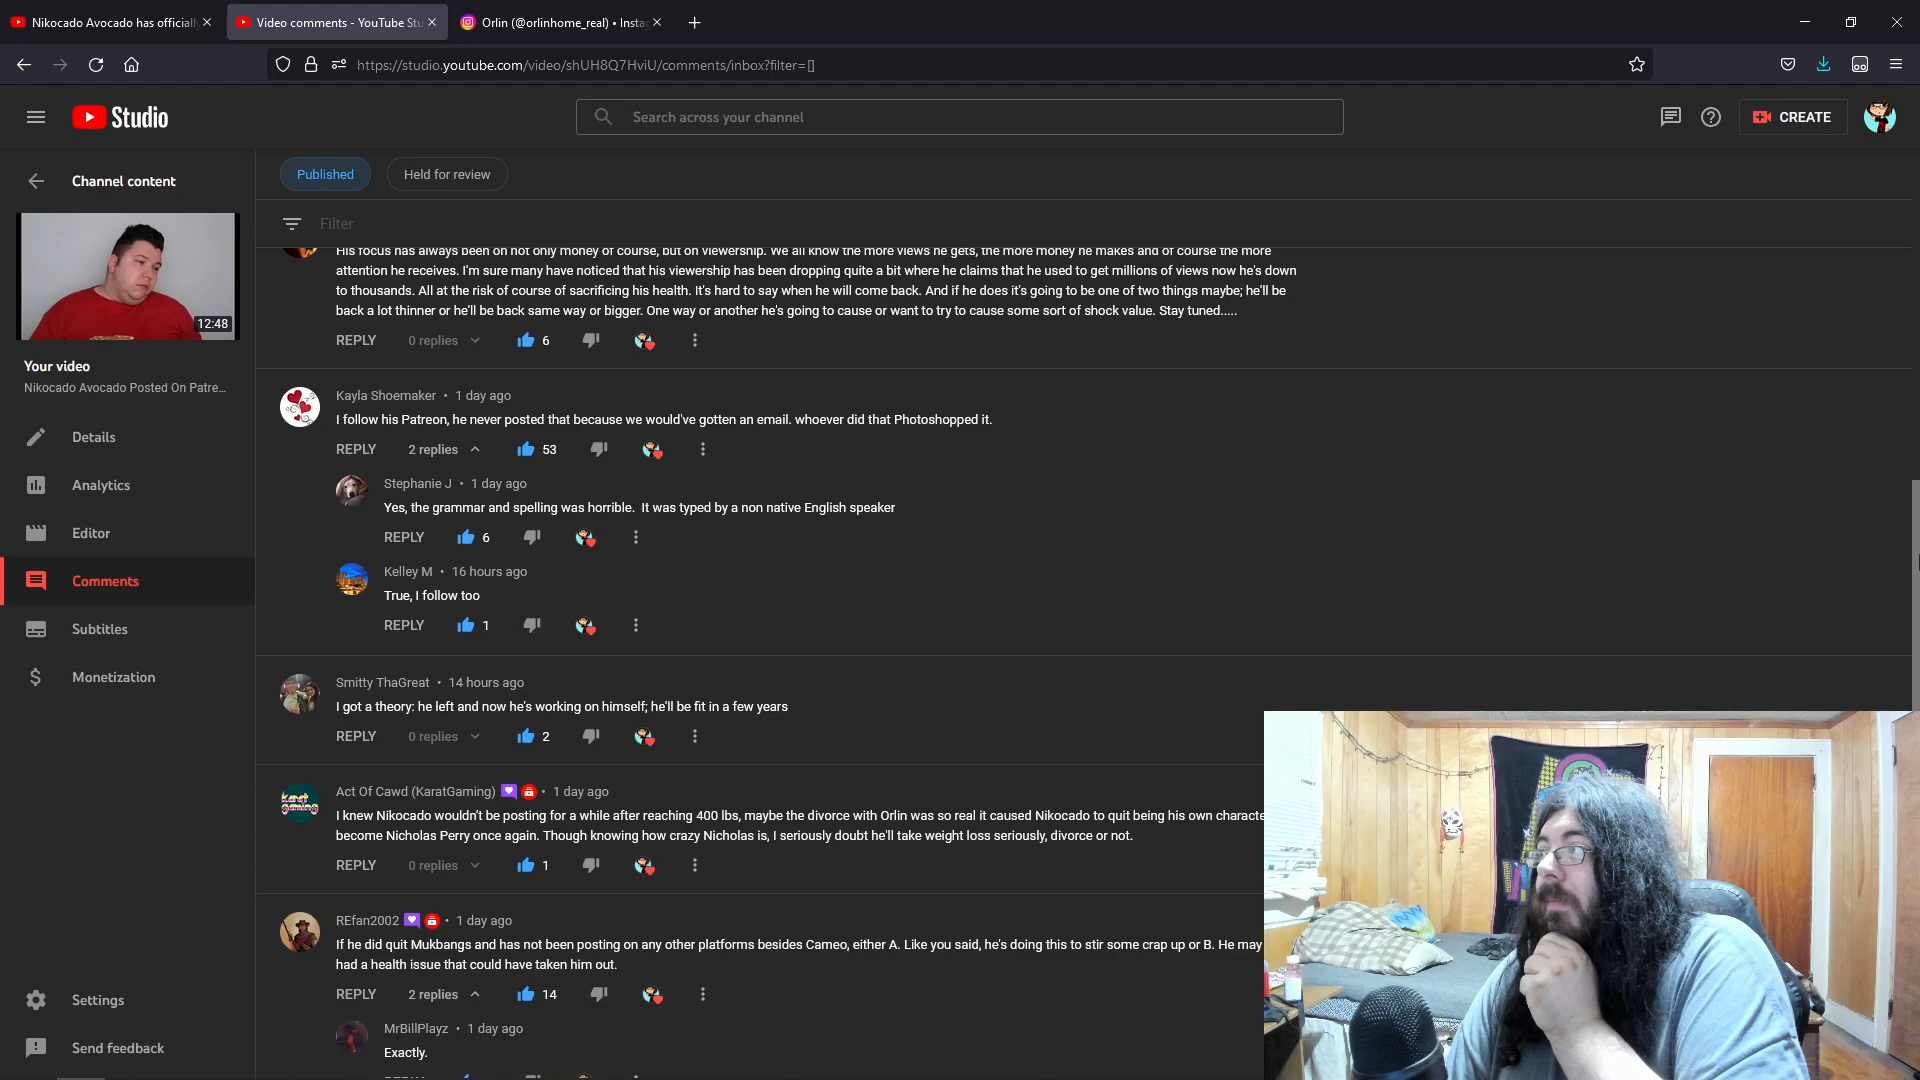 Nikocado Avocado has officially
Video comments - YouTube Stu
Orlin (@orlinhome_real) • Insta
https://studio.youtube.com/video/shUH8Q7HviU/comments/inbox?filter=[]
Studio
Search across your channel
CREATE
Channel content
12:48
Your video
Nikocado Avocado Posted On Patre...
Details
Analytics
Editor
Comments
Subtitles
Monetization
Settings
Send feedback
Published
Held for review
Filter
His focus has always been on not only money of course, but on viewership. We all know the more views he gets, the more money he makes and of course the more
attention he receives. I'm sure many have noticed that his viewership has been dropping quite a bit where he claims that he used to get millions of views now he's down
to thousands. All at the risk of course of sacrificing his health. It's hard to say when he will come back. And if he does it's going to be one of two things maybe; he'll be
back a lot thinner or he'll be back same way or bigger. One way or another he's going to cause or want to try to cause some sort of shock value. Stay tuned.....
REPLY 0 replies 6
Kayla Shoemaker • 1 day ago
I follow his Patreon, he never posted that because we would've gotten an email. whoever did that Photoshopped it.
REPLY 2 replies 53
Stephanie J • 1 day ago
Yes, the grammar and spelling was horrible. It was typed by a non native English speaker
REPLY 6
Kelley M • 16 hours ago
True, I follow too
REPLY 1
Smitty ThaGreat • 14 hours ago
I got a theory: he left and now he's working on himself; he'll be fit in a few years
REPLY 0 replies 2
karat
gaming
Act Of Cawd (KaratGaming) • 1 day ago
I knew Nikocado wouldn't be posting for a while after reaching 400 lbs, maybe the divorce with Orlin was so real it caused Nikocado to quit being his own characte
become Nicholas Perry once again. Though knowing how crazy Nicholas is, I seriously doubt he'll take weight loss seriously, divorce or not.
REPLY 0 replies 1
REfan2002 • 1 day ago
If he did quit Mukbangs and has not been posting on any other platforms besides Cameo, either A. Like you said, he's doing this to stir some crap up or B. He may
had a health issue that could have taken him out.
REPLY 2 replies 14
MrBillPlayz • 1 day ago
Exactly.